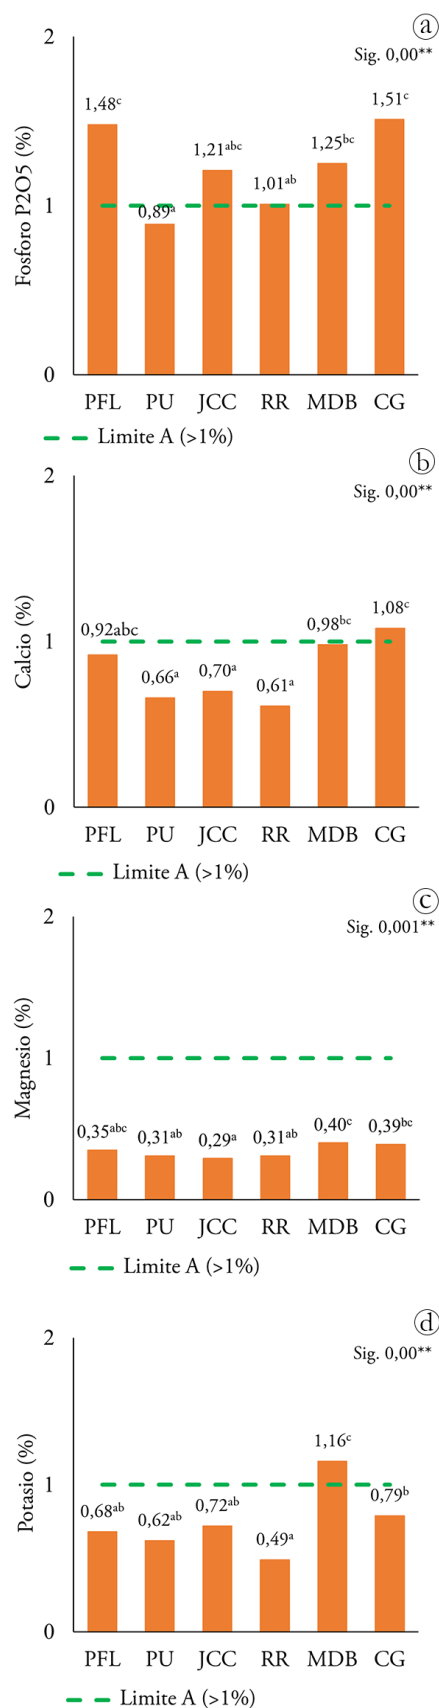 ⓐ
Sig. 0,00**
Fosforo P2O5 (%)
2
1
0
1,48ᶜ
0,89ᵃ
1,21ᵃᵇᶜ
1,01ᵃᵇ
1,25ᵇᶜ
1,51ᶜ
PFL PU JCC RR MDB CG
Limite A (>1%)
ⓑ
Sig. 0,00**
Calcio (%)
2
1
0
0,92abc
0,66ᵃ
0,70ᵃ
0,61ᵃ
0,98ᵇᶜ
1,08ᶜ
PFL PU JCC RR MDB CG
Limite A (>1%)
ⓒ
Sig. 0,001**
Magnesio (%)
2
1
0
0,35ᵃᵇᶜ
0,31ᵃᵇ
0,29ᵃ
0,31ᵃᵇ
0,40ᶜ
0,39ᵇᶜ
PFL PU JCC RR MDB CG
Limite A (>1%)
ⓓ
Sig. 0,00**
Potasio (%)
2
1
0
0,68ᵃᵇ
0,62ᵃᵇ
0,72ᵃᵇ
0,49ᵃ
1,16ᶜ
0,79ᵇ
PFL PU JCC RR MDB CG
Limite A (>1%)